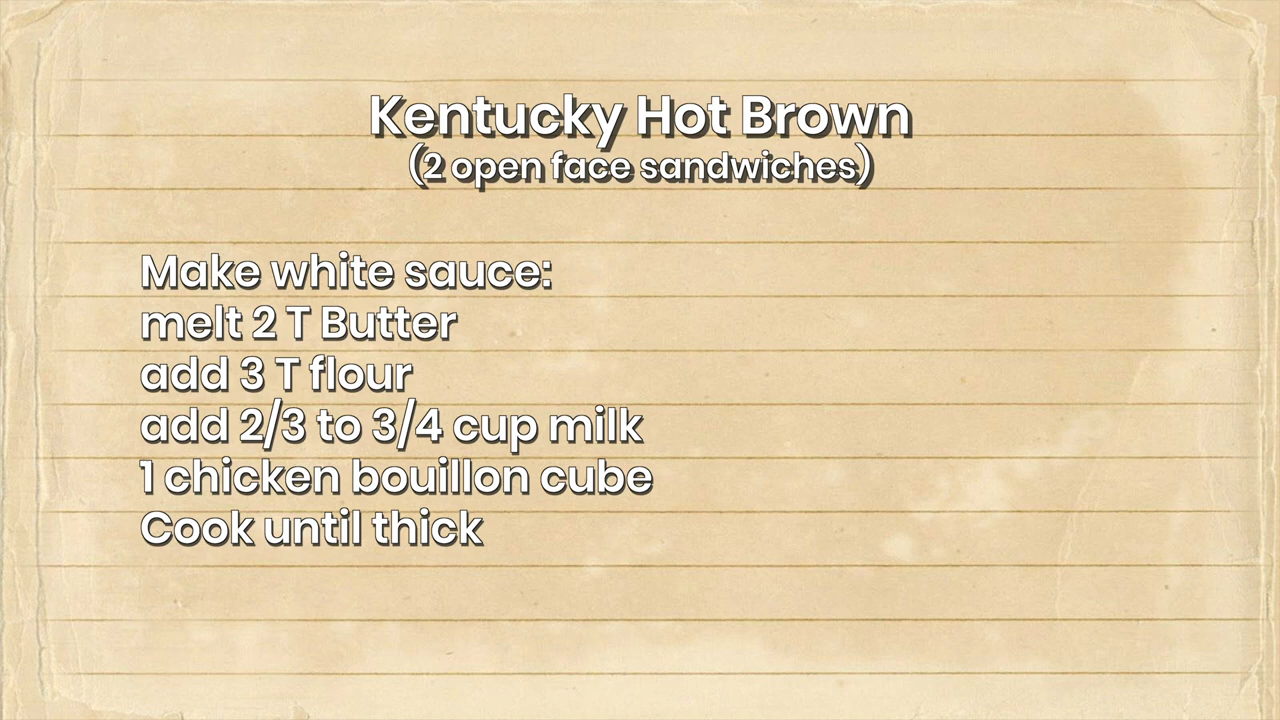 Kentucky Hot Brown
(2 open face sandwiches)
Make white sauce:
melt 2 T Butter
add 3 T flour
add 2/3 to 3/4 cup milk
1 chicken bouillon cube
Cook until thick